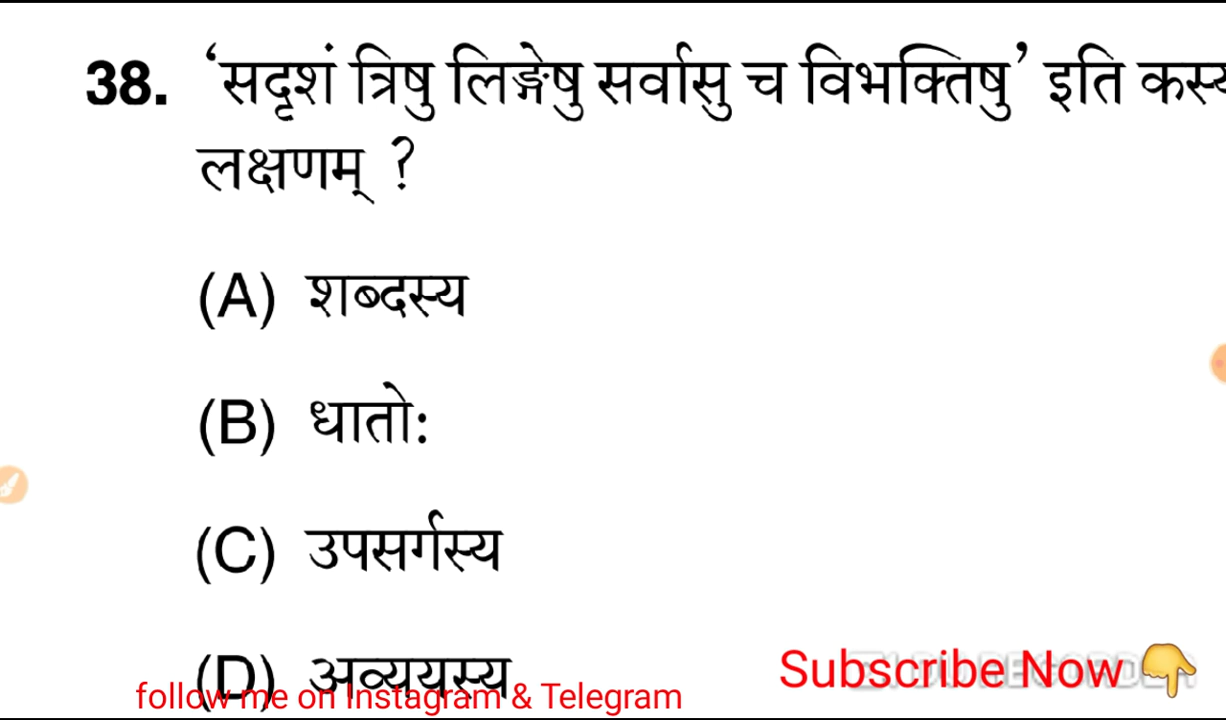 38. ‘सदृशं त्रिषु लिङ्गेषु सर्वासु च विभक्तिषु’ इति कस्य
लक्षणम् ?
(A) शब्दस्य
(B) धातोः
(C) उपसर्गस्य
(D) अव्ययस्य
Subscribe Now 👇
follow me on Instagram & Telegram